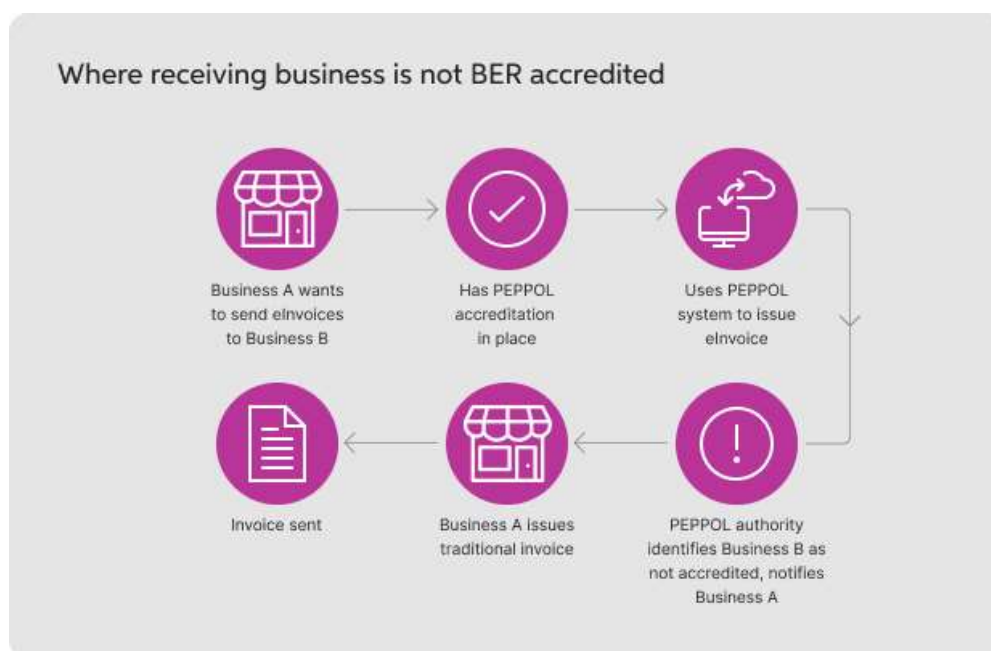 Where receiving business is not BER accredited
Business A wants
to send eInvoices
to Business B
Has PEPPOL
accreditation
in place
Uses PEPPOL
system to issue
eInvoice
Invoice sent
Business A issues
traditional invoice
PEPPOL authority
identifies Business B as
not accredited, notifies
Business A